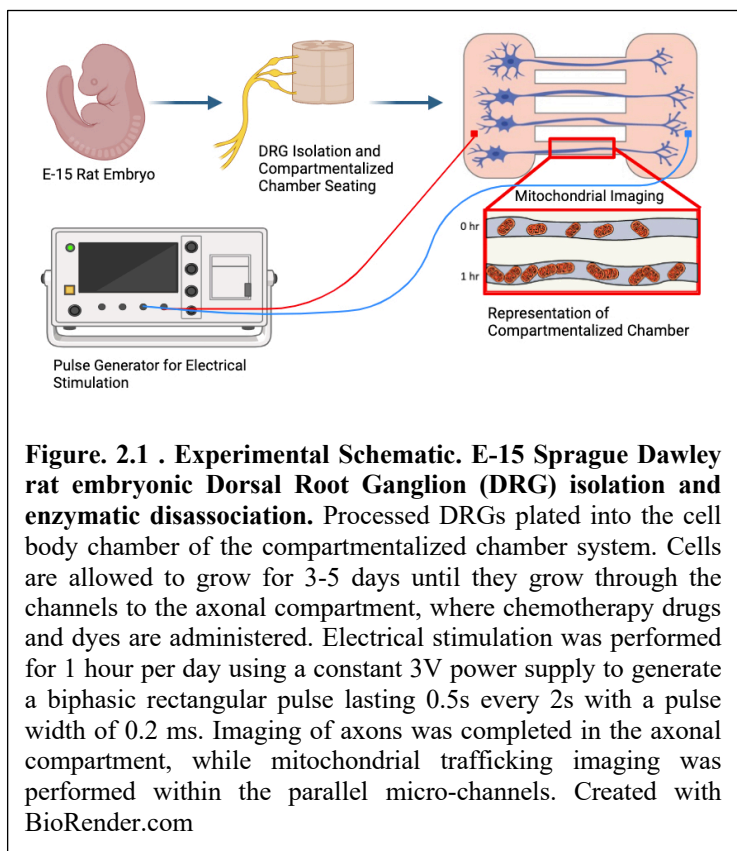 E-15 Rat Embryo
DRG Isolation and
Compartmentalized
Chamber Seating
Mitochondrial Imaging
0 hr
1 hr
Representation of
Compartmentalized Chamber
Pulse Generator for Electrical
Stimulation
Figure. 2.1 . Experimental Schematic. E-15 Sprague Dawley
rat embryonic Dorsal Root Ganglion (DRG) isolation and
enzymatic disassociation. Processed DRGs plated into the cell
body chamber of the compartmentalized chamber system. Cells
are allowed to grow for 3-5 days until they grow through the
channels to the axonal compartment, where chemotherapy drugs
and dyes are administered. Electrical stimulation was performed
for 1 hour per day using a constant 3V power supply to generate
a biphasic rectangular pulse lasting 0.5s every 2s with a pulse
width of 0.2 ms. Imaging of axons was completed in the axonal
compartment, while mitochondrial trafficking imaging was
performed within the parallel micro-channels. Created with
BioRender.com